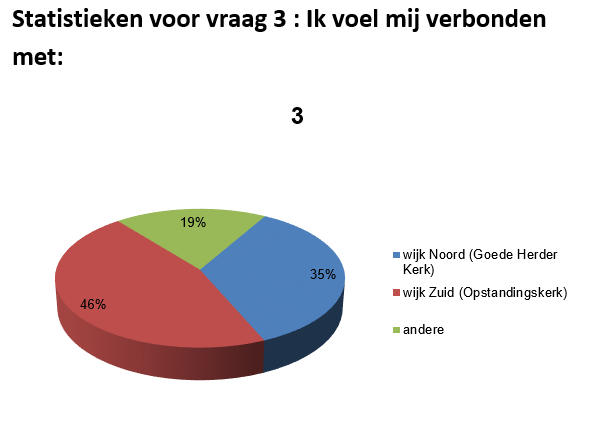 Statistieken voor vraag 3 : Ik voel mij verbonden
met:
3
19%
35%
46%
wijk Noord (Goede Herder
Kerk)
wijk Zuid (Opstandingskerk)
andere